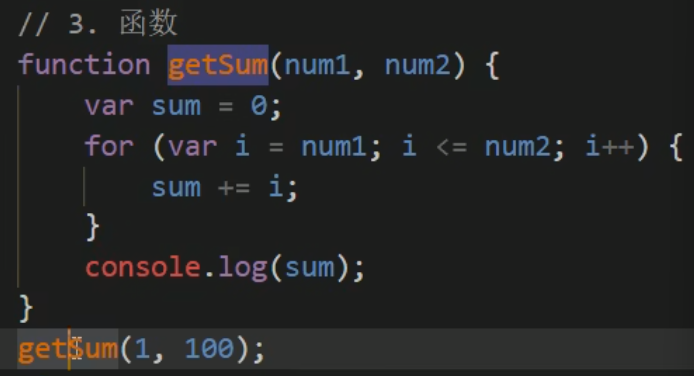 // 3. 函数
function getSum(num1, num2) {
    var sum = 0;
    for (var i = num1; i <= num2; i++) {
        sum += i;
    }
    console.log(sum);
}
getSum(1, 100);